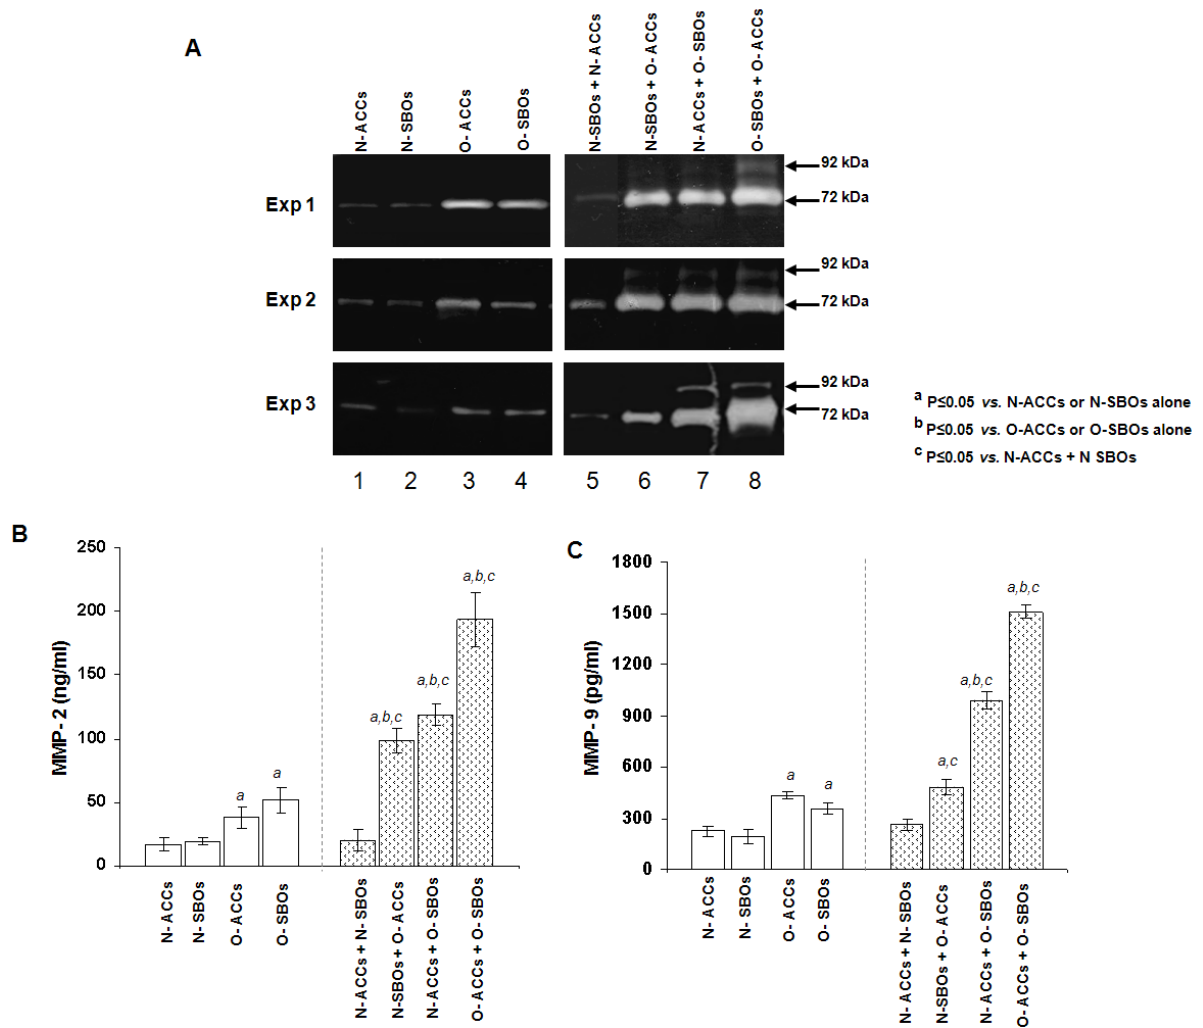 A
N- ACCs
N- SBOs
O- ACCs
O- SBOs
N-SBOs + N- ACCs
N-SBOs + O- ACCs
N- ACCs + O- SBOs
O- SBOs + O- ACCs
Exp 1
92 kDa
72 kDa
Exp 2
92 kDa
72 kDa
Exp 3
92 kDa
72 kDa
1 2 3 4 5 6 7 8
a P≤0.05 vs. N-ACCs or N-SBOs alone
b P≤0.05 vs. O-ACCs or O-SBOs alone
c P≤0.05 vs. N-ACCs + N SBOs
B
MMP- 2 (ng/ml)
250
200
150
100
50
0
a
a
a,b,c
a,b,c
a,b,c
N- ACCs
N- SBOs
O- ACCs
O- SBOs
N- ACCs + N- SBOs
N-SBOs + O- ACCs
N- ACCs + O- SBOs
O- ACCs + O- SBOs
C
MMP- 9 (pg/ml)
1800
1500
1200
900
600
300
0
a
a
a,c
a,b,c
a,b,c
N- ACCs
N- SBOs
O- ACCs
O- SBOs
N- ACCs + N- SBOs
N-SBOs + O- ACCs
N- ACCs + O- SBOs
O- ACCs + O- SBOs